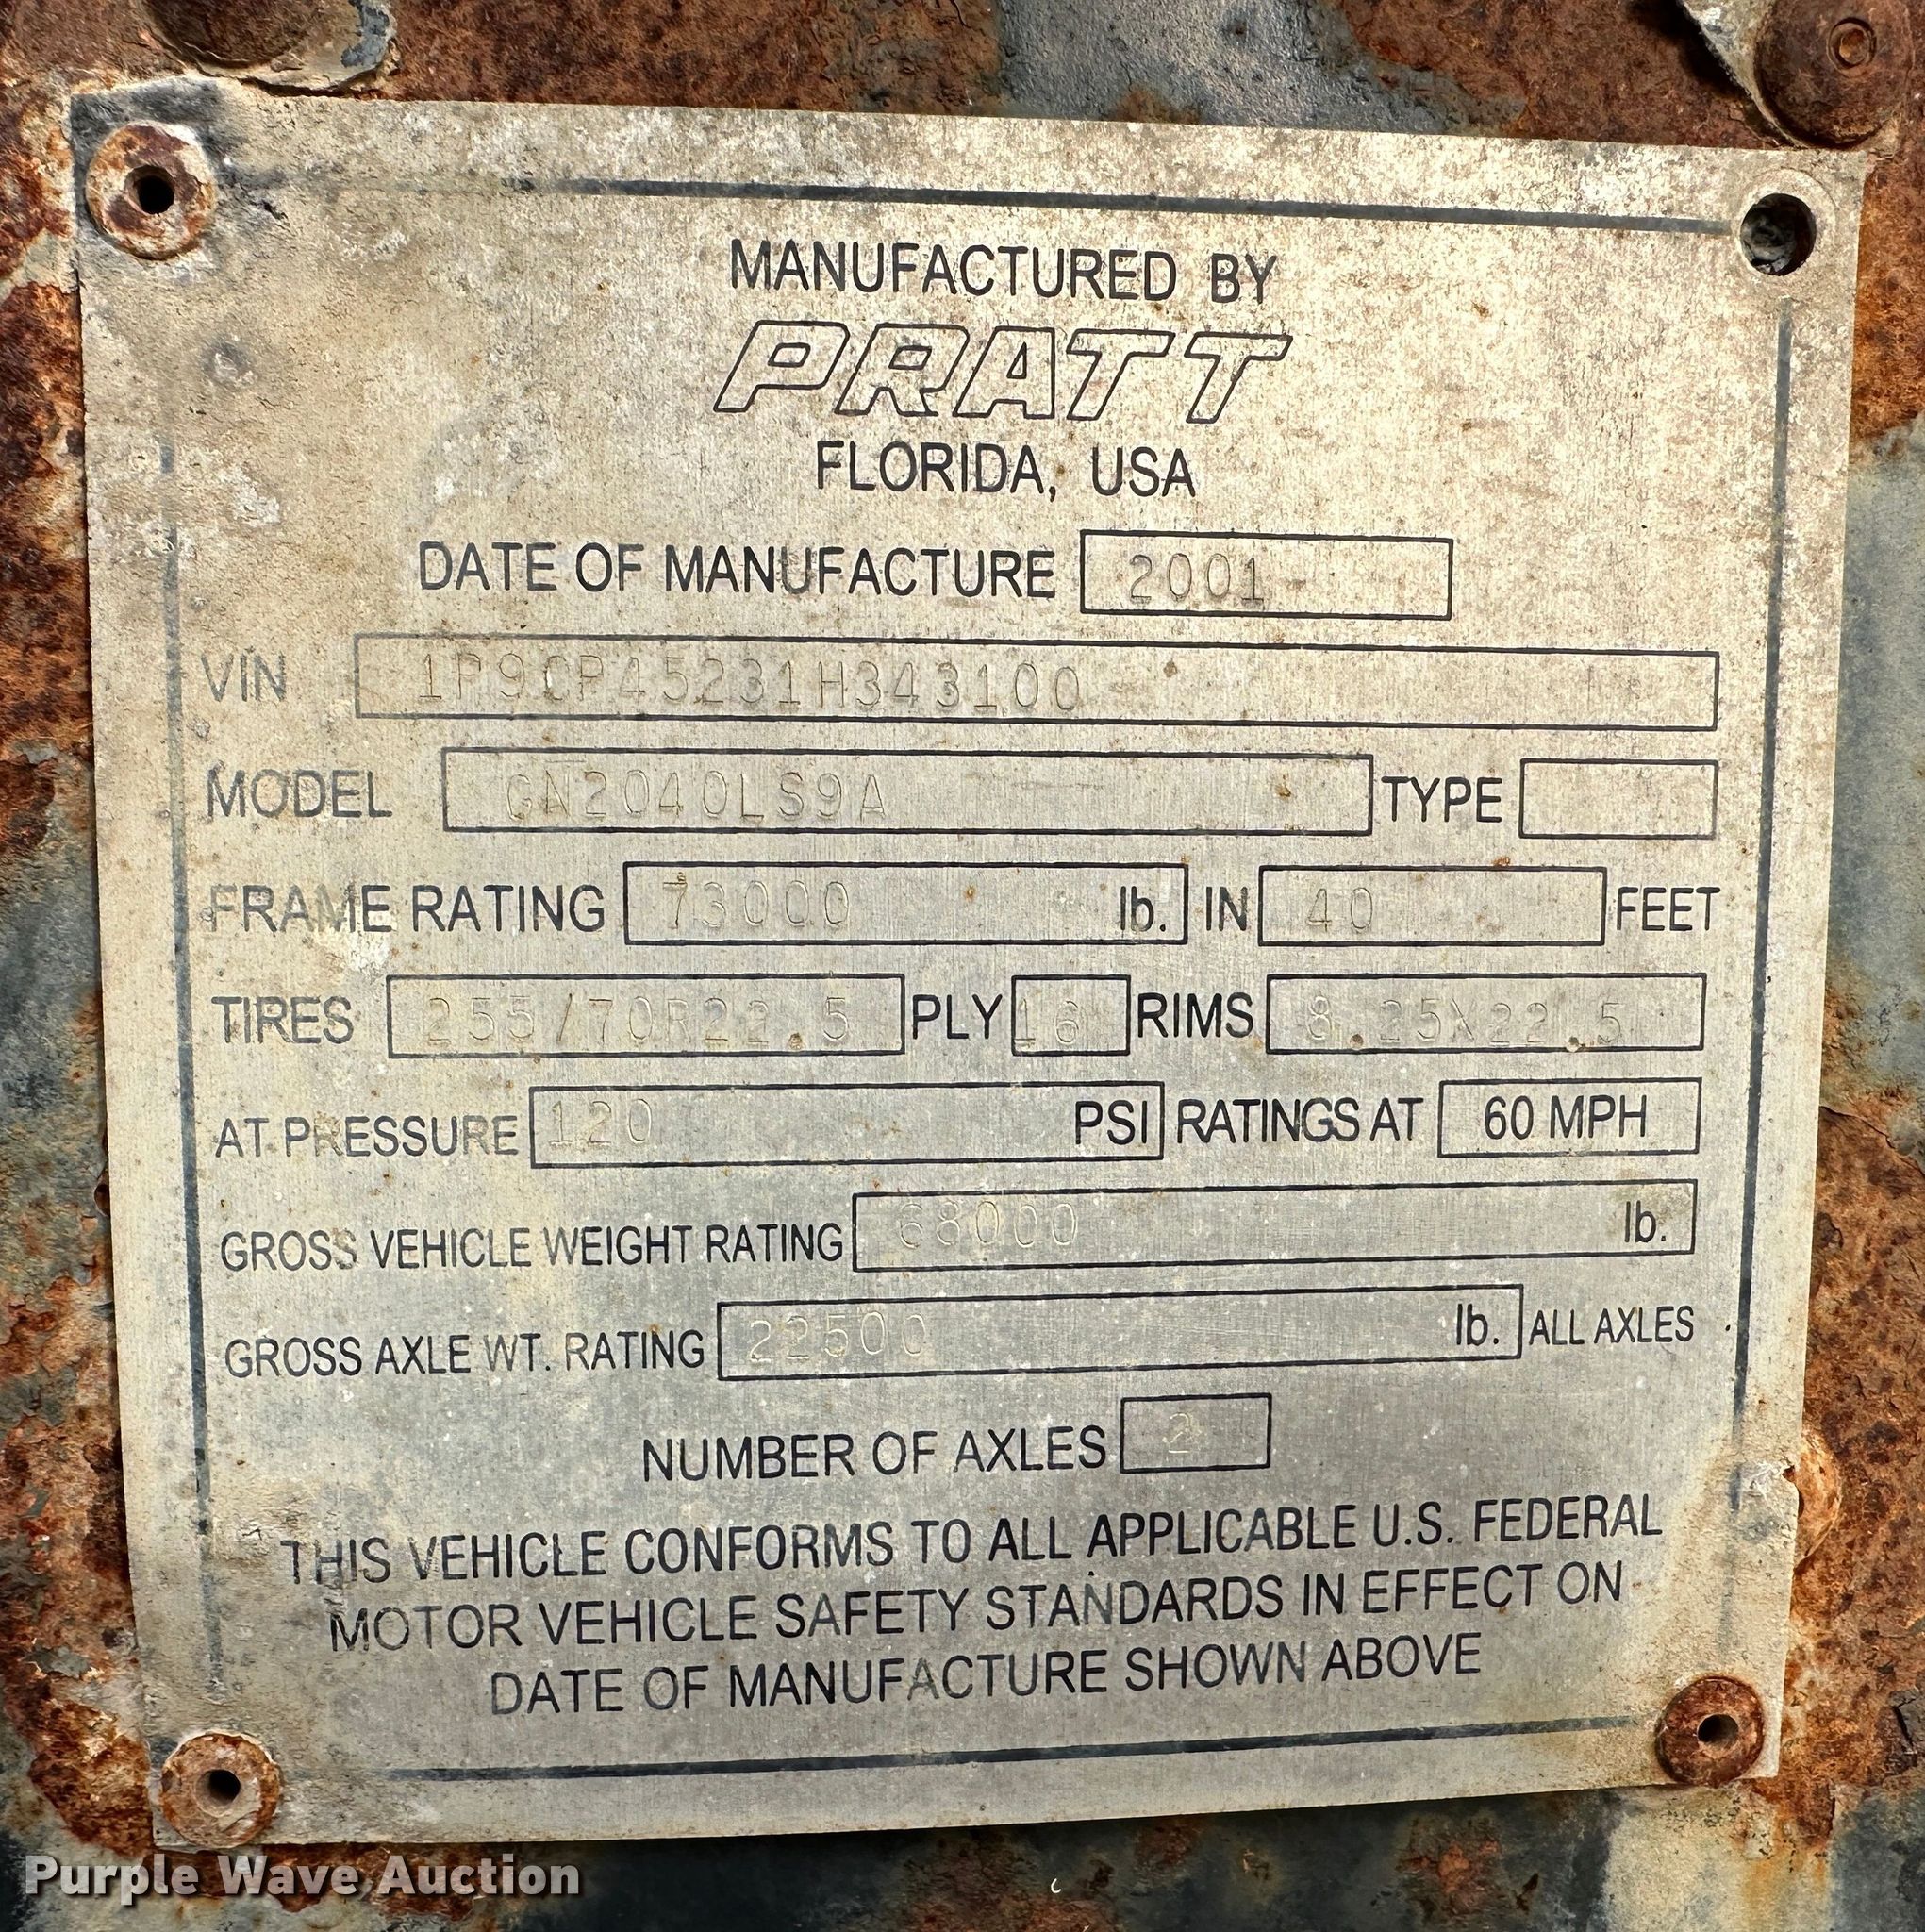 MANUFACTURED BY
PRATT
FLORIDA, USA
DATE OF MANUFACTURE 2001
VIN 1P9CP45231H343100
MODEL GN2040LS9A TYPE
FRAME RATING 73000 lb. IN 40 FEET
TIRES 255/70R22.5 PLY 16 RIMS 8.25X22.5
AT PRESSURE 120 PSI RATINGS AT 60 MPH
GROSS VEHICLE WEIGHT RATING 68000 lb.
GROSS AXLE WT. RATING 22500 lb. ALL AXLES
NUMBER OF AXLES 2
THIS VEHICLE CONFORMS TO ALL APPLICABLE U.S. FEDERAL
MOTOR VEHICLE SAFETY STANDARDS IN EFFECT ON
DATE OF MANUFACTURE SHOWN ABOVE
Purple Wave Auction